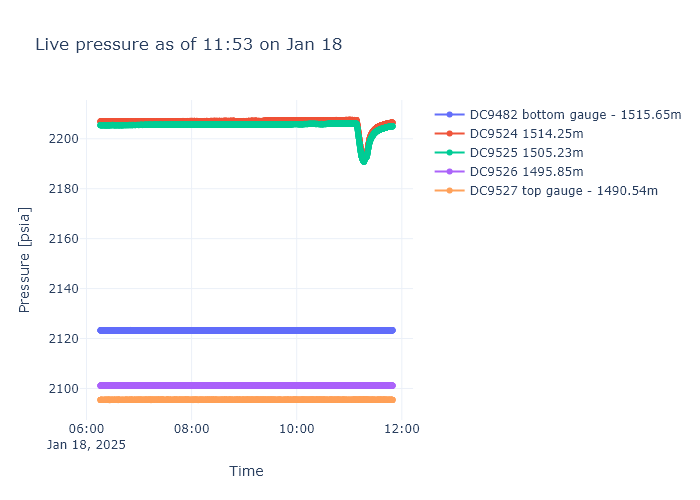 Live pressure as of 11:53 on Jan 18
DC9482 bottom gauge - 1515.65m
DC9524 1514.25m
DC9525 1505.23m
DC9526 1495.85m
DC9527 top gauge - 1490.54m
Pressure [psia]
2200
2180
2160
2140
2120
2100
06:00
08:00
10:00
12:00
Jan 18, 2025
Time